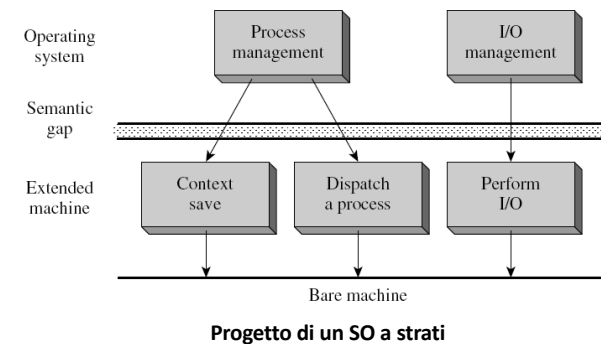 Operating
system
Process
management
I/O
management
Semantic
gap
Extended
machine
Context
save
Dispatch
a process
Perform
I/O
Bare machine
Progetto di un SO a strati